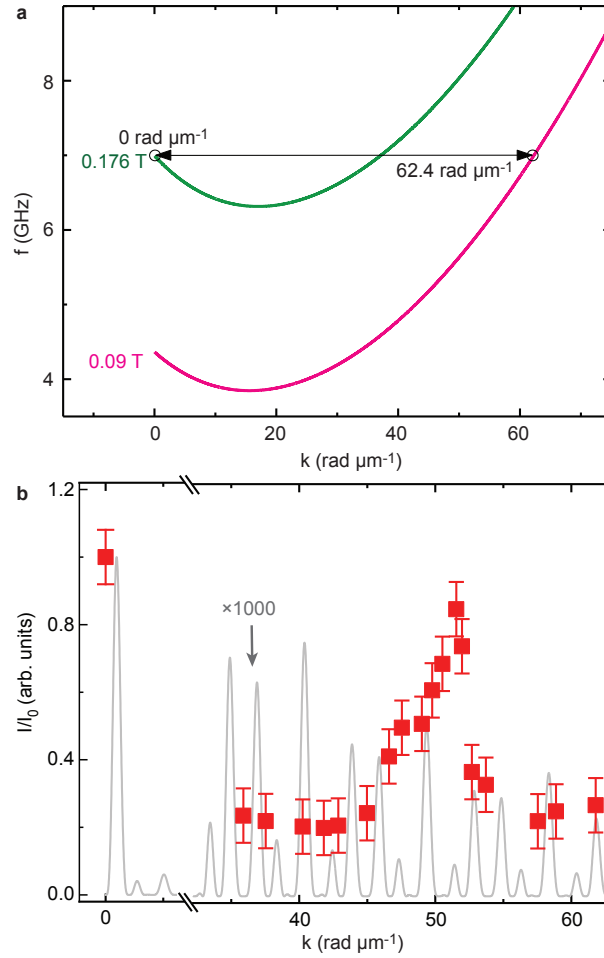 a
8
6
4
f (GHz)
0 rad µm⁻¹
0.176 T
62.4 rad µm⁻¹
0.09 T
0 20 40 60
k (rad µm⁻¹)
b
1.2
0.8
0.4
0.0
I/I₀ (arb. units)
×1000
0 40 50 60
k (rad µm⁻¹)